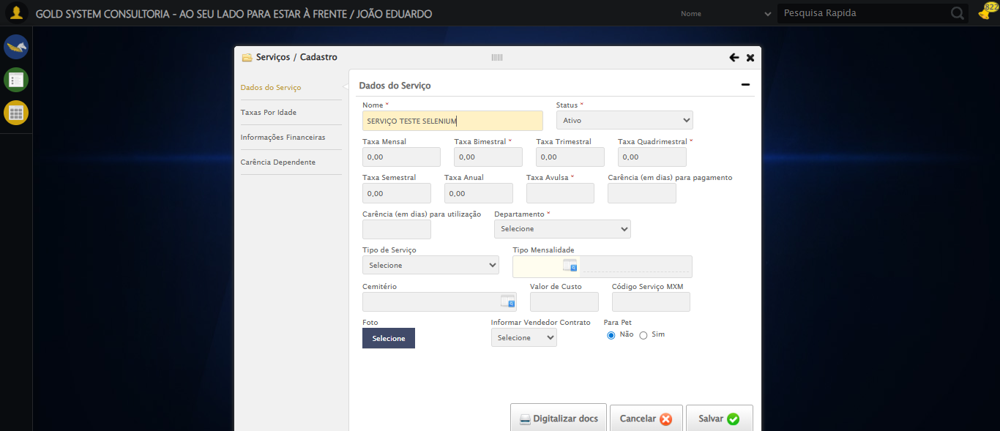 GOLD SYSTEM CONSULTORIA - AO SEU LADO PARA ESTAR À FRENTE / JOÃO EDUARDO
Nome
Pesquisa Rapida
822
Serviços / Cadastro
Dados do Serviço
Taxas Por Idade
Informações Financeiras
Carência Dependente
Dados do Serviço
Nome * Status *
SERVIÇO TESTE SELENIUM Ativo
Taxa Mensal Taxa Bimestral * Taxa Trimestral Taxa Quadrimestral *
0,00 0,00 0,00 0,00
Taxa Semestral Taxa Anual Taxa Avulsa * Carência (em dias) para pagamento
0,00 0,00
Carência (em dias) para utilização Departamento *
Selecione
Tipo de Serviço Tipo Mensalidade
Selecione
Cemitério Valor de Custo Código Serviço MXM
Foto Informar Vendedor Contrato Para Pet
Selecione Selecione Não Sim
Digitalizar docs Cancelar Salvar